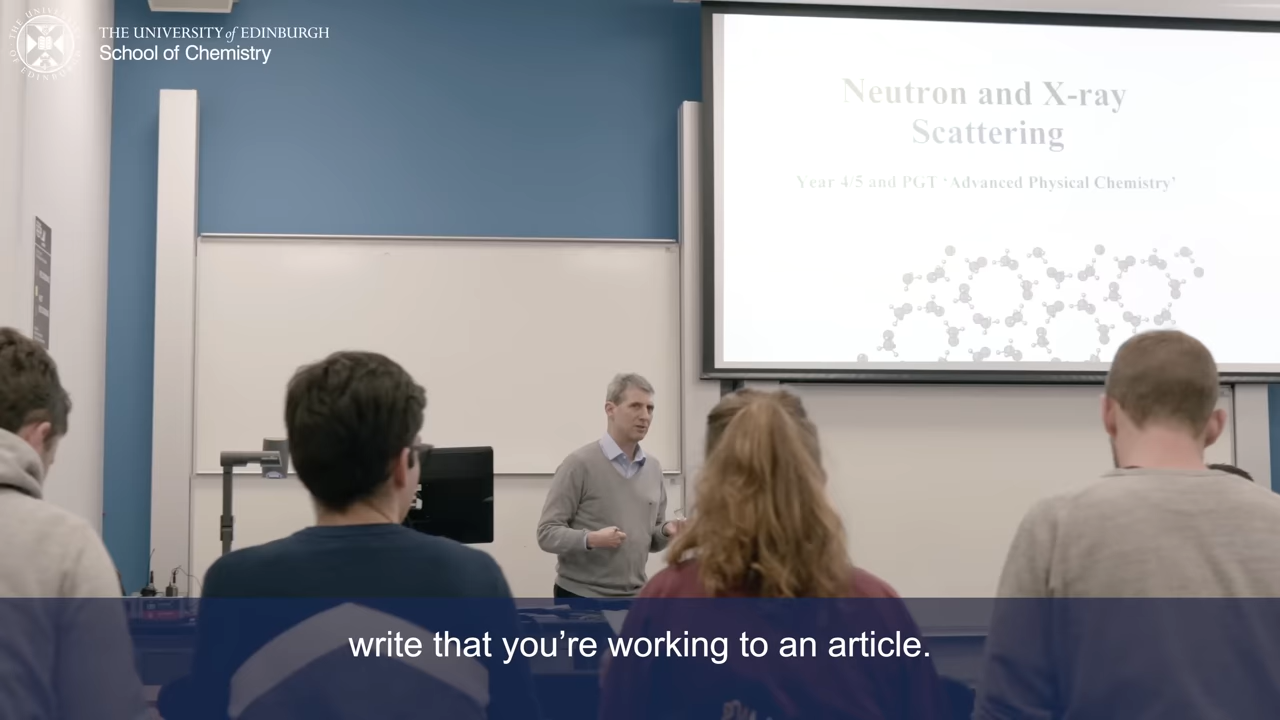 THE UNIVERSITY of EDINBURGH
School of Chemistry
Neutron and X-ray
Scattering
Year 4/5 and PGT 'Advanced Physical Chemistry'
write that you’re working to an article.